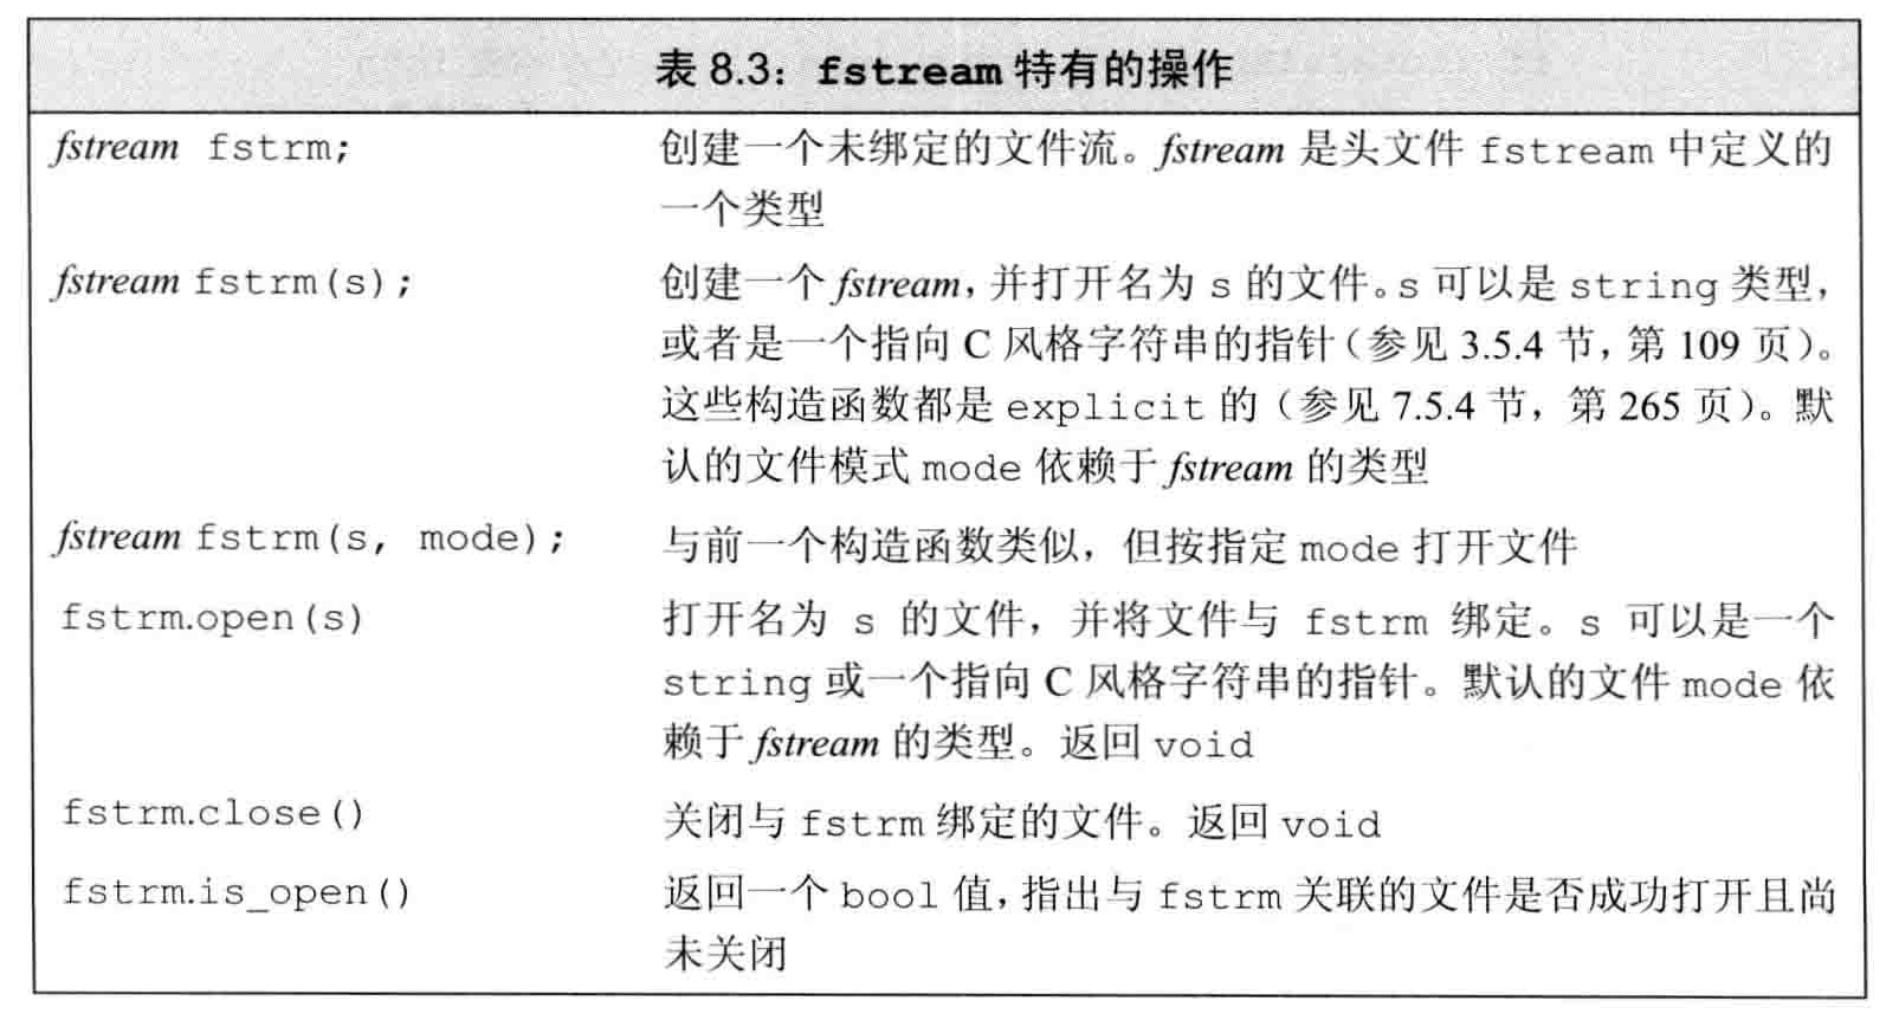 表 8.3：fstream 特有的操作
fstream fstrm; 创建一个未绑定的文件流。fstream 是头文件 fstream 中定义的
一个类型
fstream fstrm(s); 创建一个 fstream，并打开名为 s 的文件。s 可以是 string 类型，
或者是一个指向 C 风格字符串的指针（参见 3.5.4 节，第 109 页）。
这些构造函数都是 explicit 的（参见 7.5.4 节，第 265 页）。默
认的文件模式 mode 依赖于 fstream 的类型
fstream fstrm(s, mode); 与前一个构造函数类似，但按指定 mode 打开文件
fstrm.open(s) 打开名为 s 的文件，并将文件与 fstrm 绑定。s 可以是一个
string 或一个指向 C 风格字符串的指针。默认的文件 mode 依
赖于 fstream 的类型。返回 void
fstrm.close() 关闭与 fstrm 绑定的文件。返回 void
fstrm.is_open() 返回一个 bool 值，指出与 fstrm 关联的文件是否成功打开且尚
未关闭